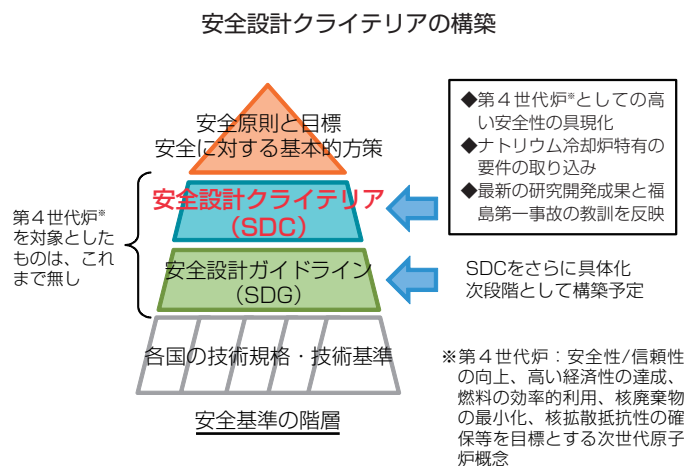 安全設計クライテリアの構築
安全原則と目標
安全に対する基本的方策
安全設計クライテリア
（SDC）
安全設計ガイドライン
（SDG）
各国の技術規格・技術基準
安全基準の階層
第４世代炉※
を対象とした
ものは、これ
まで無し
◆第４世代炉※としての高
い安全性の具現化
◆ナトリウム冷却炉特有の
要件の取り込み
◆最新の研究開発成果と福
島第一事故の教訓を反映
SDCをさらに具体化
次段階として構築予定
※第４世代炉：安全性/信頼性
の向上、高い経済性の達成、
燃料の効率的利用、核廃棄物
の最小化、核拡散抵抗性の確
保等を目標とする次世代原子
炉概念